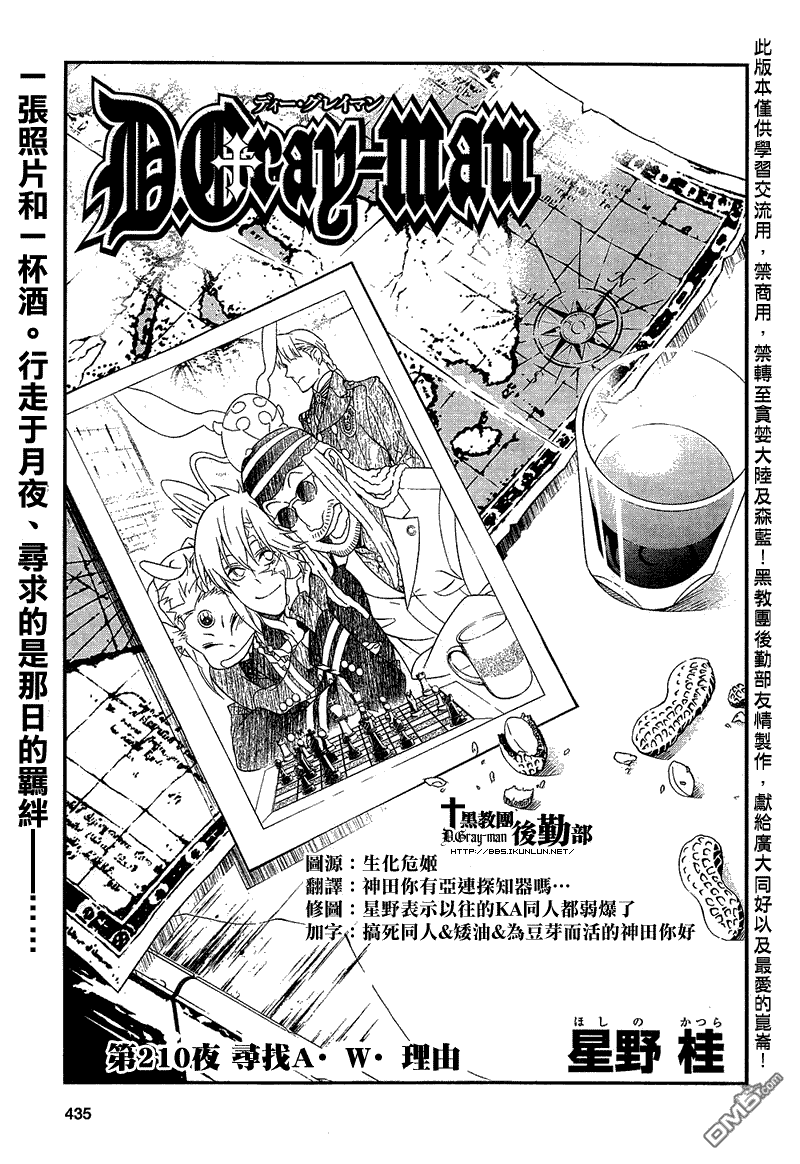 此版本僅供學習交流用，禁商用，禁轉至貪婪大陸及森藍！黑教團後勤部友情製作，獻給廣大同好以及最愛的崑崙！
ディー・グレイマン
D.Gray-man
一張照片和一杯酒。行走于月夜、尋求的是那日的羈絆——……
黑教團
D.Gray-man 後勤部
HTTP://BBS.IKUNLUN.NET/
圖源：生化危姬
翻譯：神田你有亞連探知器嗎…
修圖：星野表示以往的KA同人都弱爆了
加字：搞死同人&矮油&為豆芽而活的神田你好
ほしの かつら
星野 桂
第210夜 尋找A・W・理由
435
DM5.com